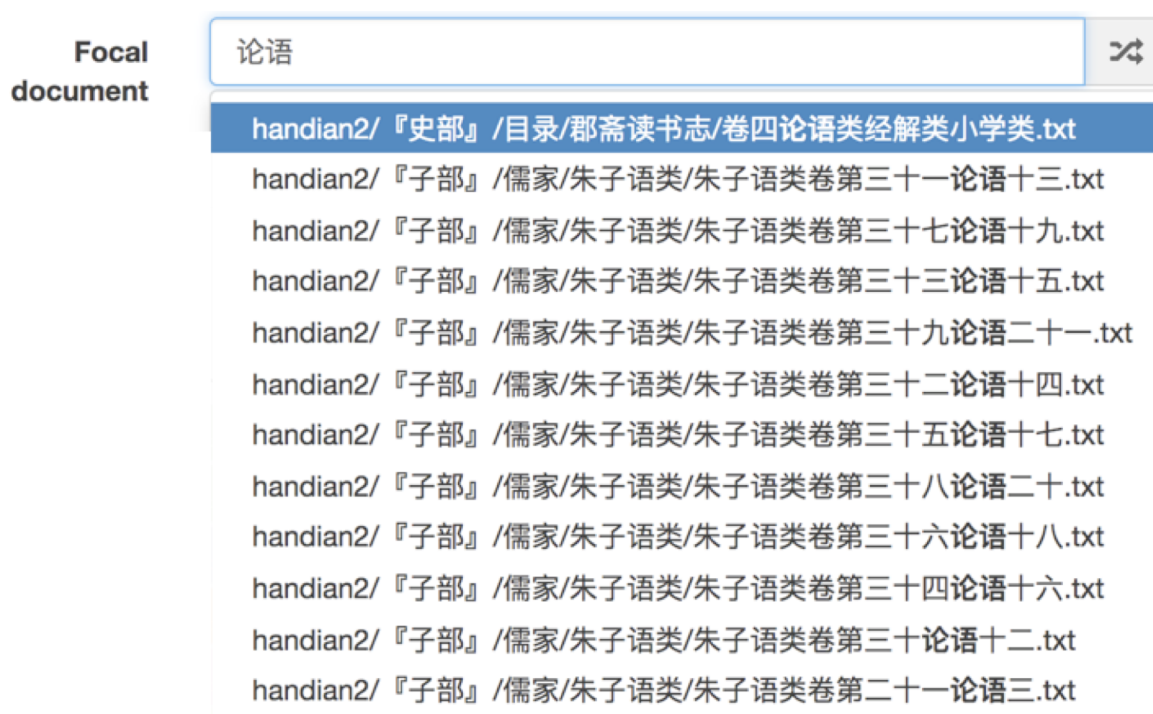 Focal document
论语
handian2/『史部』/目录/郡斋读书志/卷四论语类经解类小学类.txt
handian2/『子部』/儒家/朱子语类/朱子语类卷第三十一论语十三.txt
handian2/『子部』/儒家/朱子语类/朱子语类卷第三十七论语十九.txt
handian2/『子部』/儒家/朱子语类/朱子语类卷第三十三论语十五.txt
handian2/『子部』/儒家/朱子语类/朱子语类卷第三十九论语二十一.txt
handian2/『子部』/儒家/朱子语类/朱子语类卷第三十二论语十四.txt
handian2/『子部』/儒家/朱子语类/朱子语类卷第三十五论语十七.txt
handian2/『子部』/儒家/朱子语类/朱子语类卷第三十八论语二十.txt
handian2/『子部』/儒家/朱子语类/朱子语类卷第三十六论语十八.txt
handian2/『子部』/儒家/朱子语类/朱子语类卷第三十四论语十六.txt
handian2/『子部』/儒家/朱子语类/朱子语类卷第三十论语十二.txt
handian2/『子部』/儒家/朱子语类/朱子语类卷第二十一论语三.txt